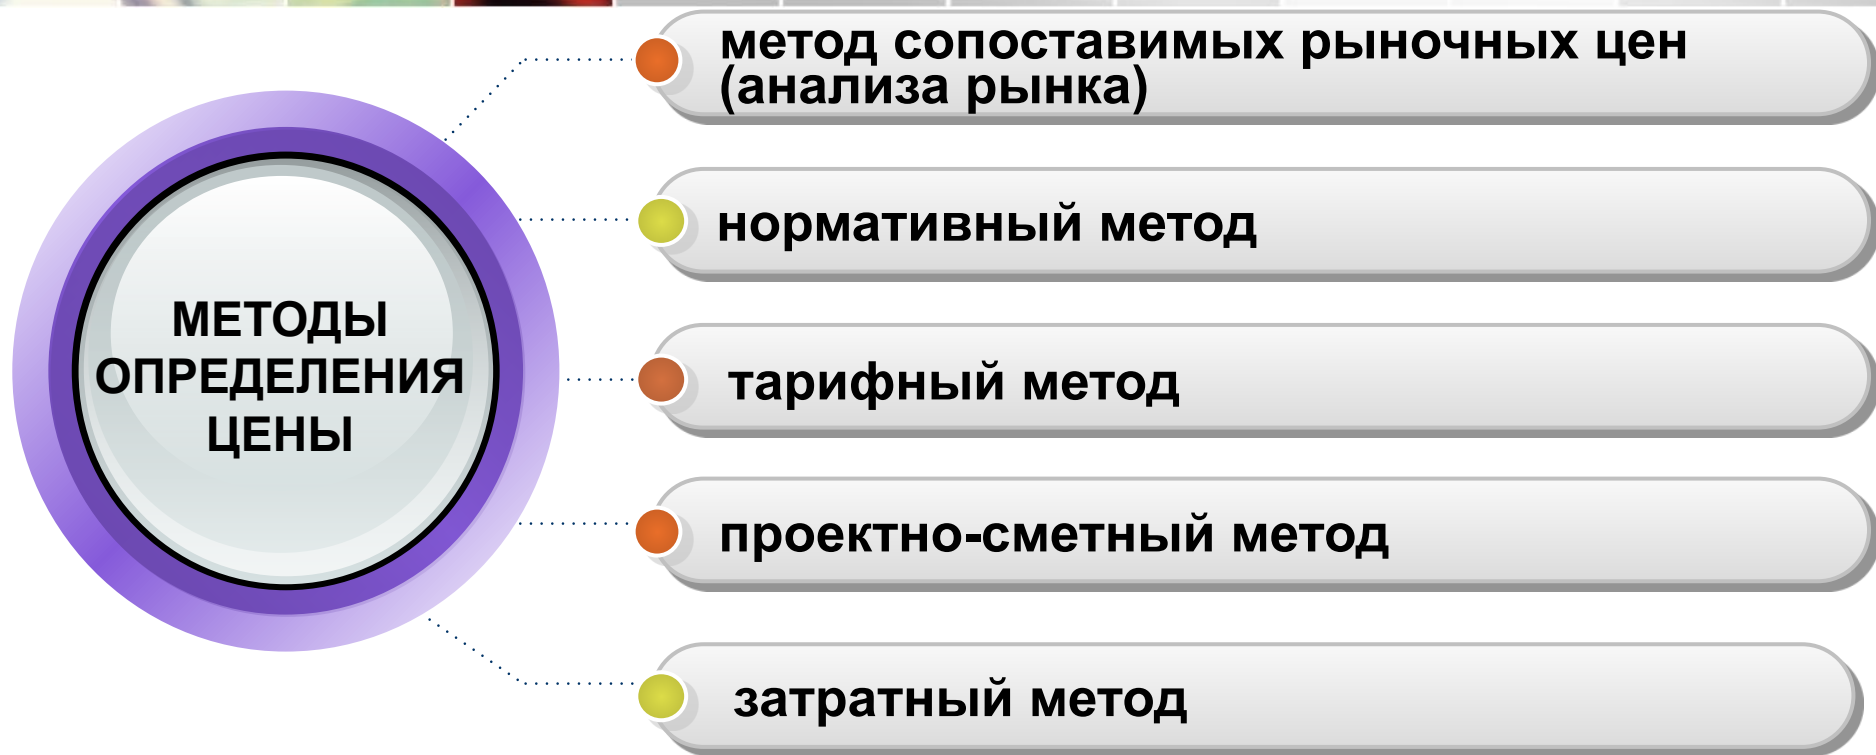 метод сопоставимых рыночных цен
(анализа рынка)
нормативный метод
МЕТОДЫ
ОПРЕДЕЛЕНИЯ
ЦЕНЫ
тарифный метод
проектно-сметный метод
затратный метод